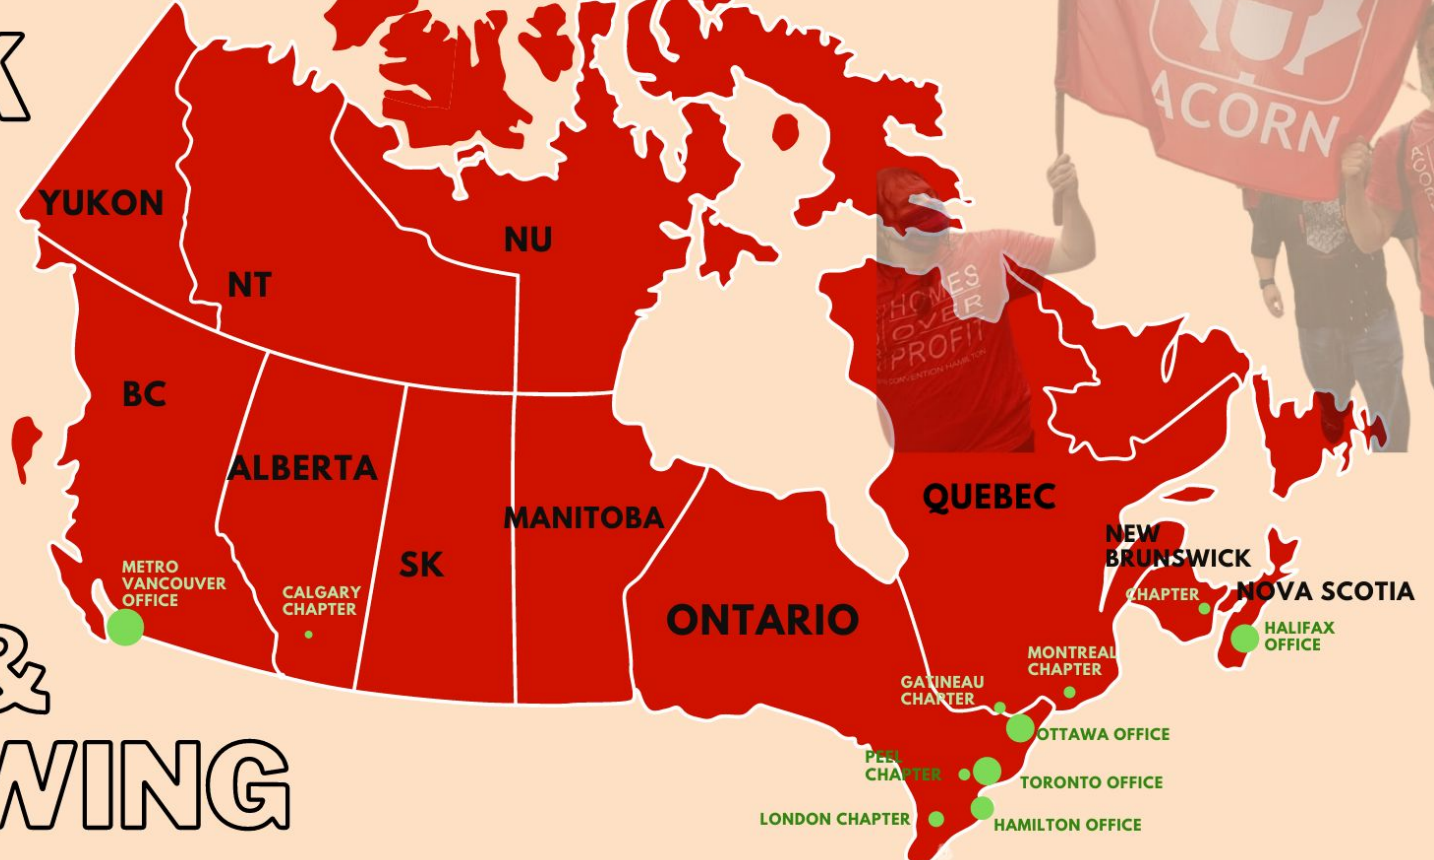 ACORN
YUKON
NT
NU
HOMES
OVER
PROFIT
CONVENTION HAMILTON
BC
ALBERTA
SK
MANITOBA
QUEBEC
ONTARIO
NEW
BRUNSWICK
CHAPTER
NOVA SCOTIA
HALIFAX
OFFICE
METRO
VANCOUVER
OFFICE
CALGARY
CHAPTER
MONTREAL
CHAPTER
GATINEAU
CHAPTER
OTTAWA OFFICE
PEEL
CHAPTER
TORONTO OFFICE
LONDON CHAPTER
HAMILTON OFFICE
&
WING